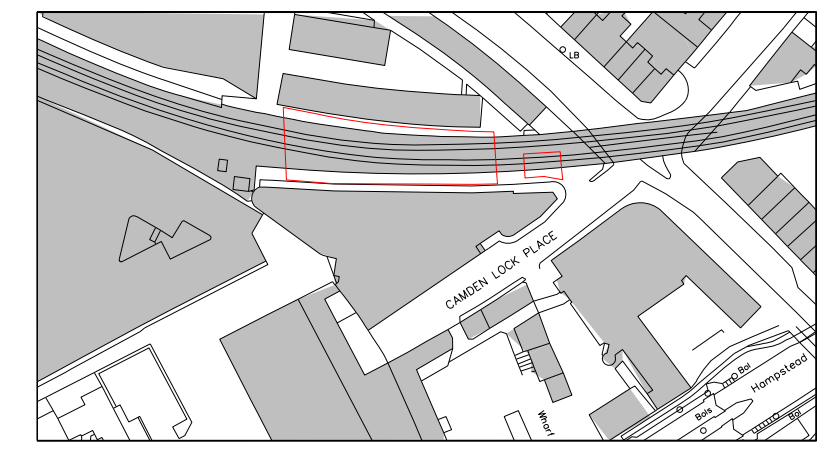 LB
CAMDEN LOCK PLACE
Bol
Hampstead
Bols
Bol
Wharf